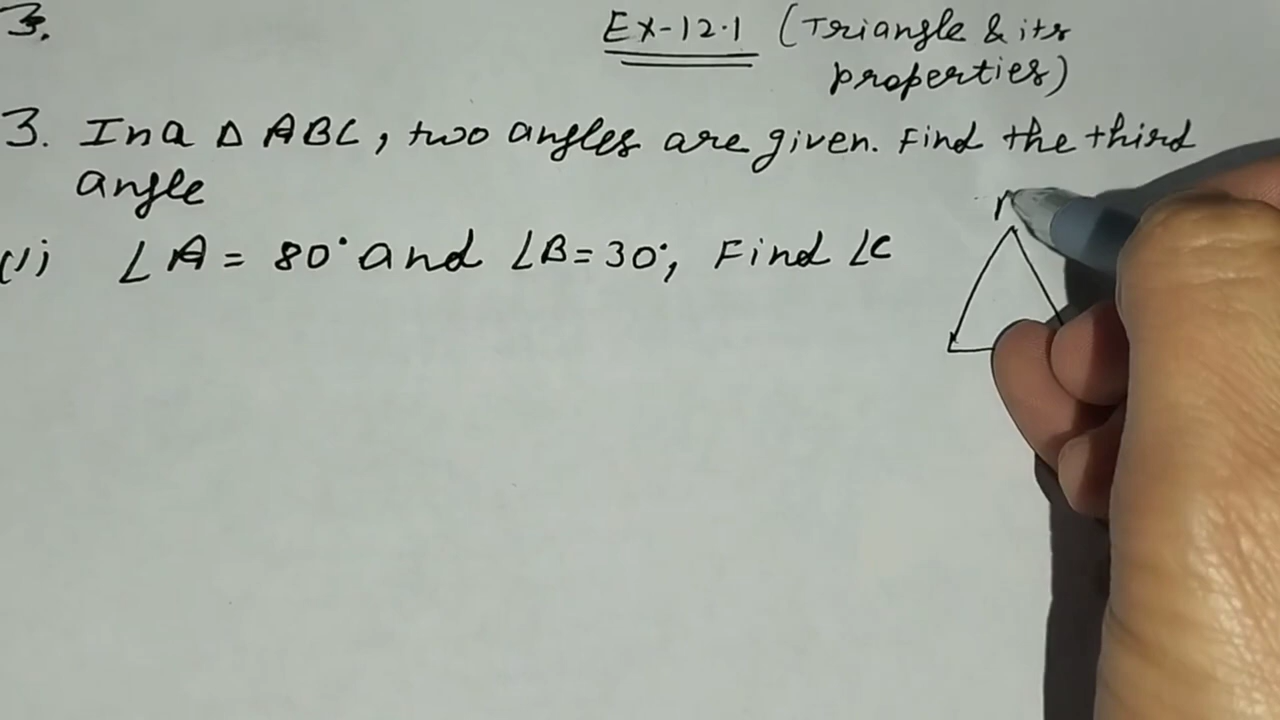 3.
Ex-12.1 (Triangle & its
properties)
3. In a Δ ABC, two angles are given. Find the third
angle
(i) ∠A = 80° and ∠B = 30°, Find ∠C